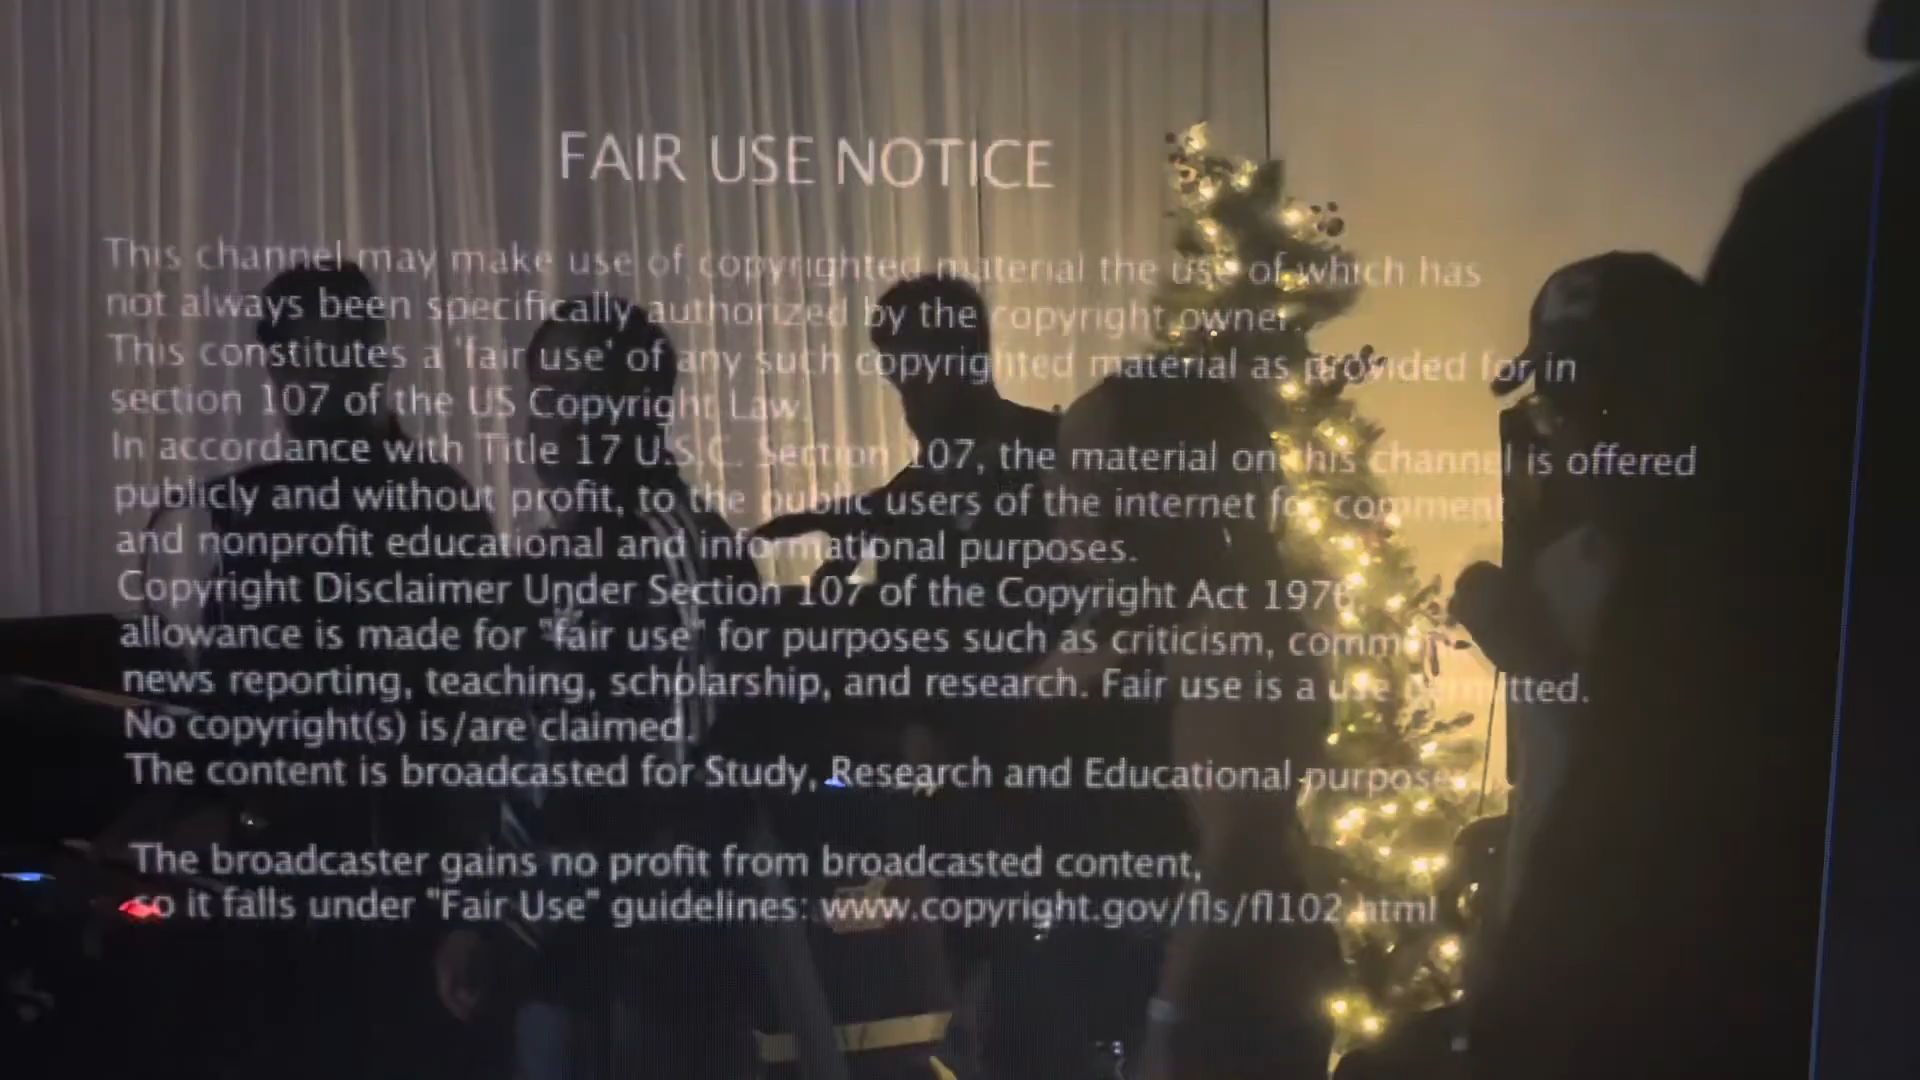 FAIR USE NOTICE
This channel may make use of copyrighted material the use of which has
not always been specifically authorized by the copyright owner.
This constitutes a 'fair use' of any such copyrighted material as provided for in
section 107 of the US Copyright Law.
In accordance with Title 17 U.S.C. Section 107, the material on this channel is offered
publicly and without profit, to the public users of the internet for comment
and nonprofit educational and informational purposes.
Copyright Disclaimer Under Section 107 of the Copyright Act 1976
allowance is made for "fair use" for purposes such as criticism,
news reporting, teaching, scholarship, and research. Fair use is a use permitted.
No copyright(s) is/are claimed.
The content is broadcasted for Study, Research and Educational purpose
The broadcaster gains no profit from broadcasted content,
so it falls under "Fair Use" guidelines: www.copyright.gov/fls/fl102.html